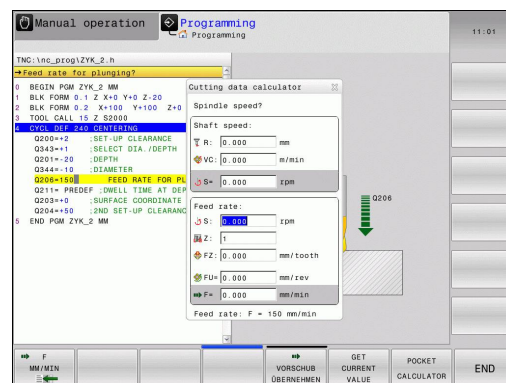 Manual operation
Programming
Programming
11:01
TNC:\nc_prog\ZYK_2.h
→Feed rate for plunging?
0 BEGIN PGM ZYK_2 MM
1 BLK FORM 0.1 Z X+0 Y+0 Z-20
2 BLK FORM 0.2 X+100 Y+100 Z+0
3 TOOL CALL 15 Z S2000
4 CYCL DEF 240 CENTERING
Q200=+2 ;SET-UP CLEARANCE
Q343=+1 ;SELECT DIA./DEPTH
Q201=-20 ;DEPTH
Q344=-10 ;DIAMETER
Q206=150 FEED RATE FOR PL
Q211= PREDEF ;DWELL TIME AT DEP
Q203=+0 ;SURFACE COORDINATE
Q204=+50 ;2ND SET-UP CLEARANC
5 END PGM ZYK_2 MM
Cutting data calculator
Spindle speed?
Shaft speed:
R: 0.000 mm
VC: 0.000 m/min
S= 0.000 rpm
Feed rate:
S: 0.000 rpm
Z: 1
FZ: 0.000 mm/tooth
FU= 0.000 mm/rev
F= 0.000 mm/min
Feed rate: F = 150 mm/min
Q206
F
MM/MIN
VORSCHUB
ÜBERNEHMEN
GET
CURRENT
VALUE
POCKET
CALCULATOR
END